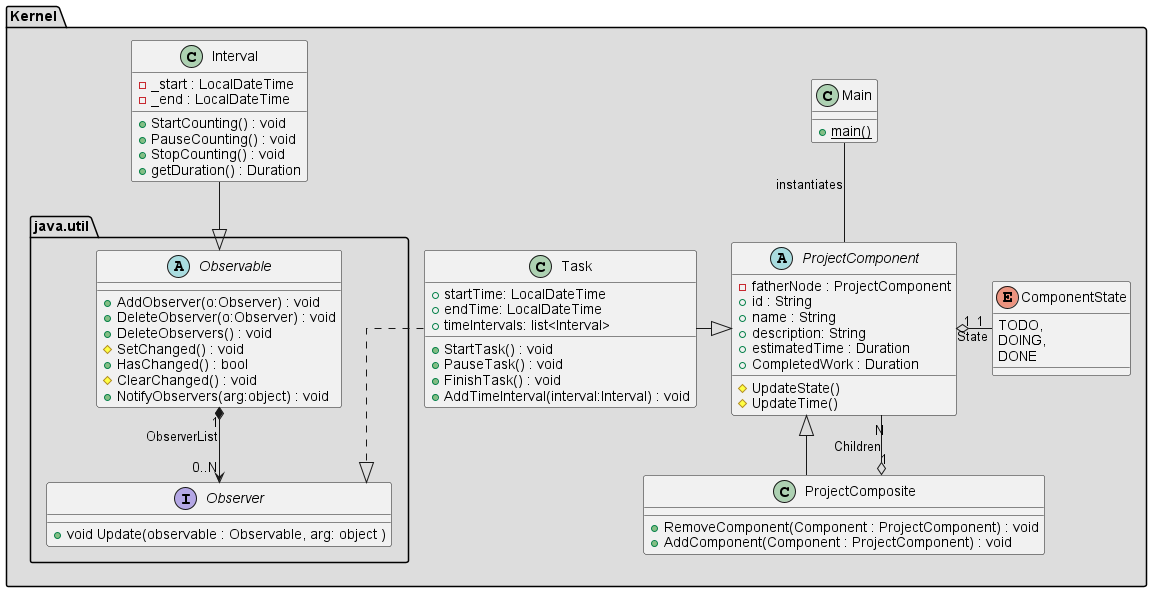 Kernel
C Interval
_start : LocalDateTime
_end : LocalDateTime
StartCounting() : void
PauseCounting() : void
StopCounting() : void
getDuration() : Duration
C Main
main()
instantiates
java.util
A Observable
AddObserver(o:Observer) : void
DeleteObserver(o:Observer) : void
DeleteObservers() : void
SetChanged() : void
HasChanged() : bool
ClearChanged() : void
NotifyObservers(arg:object) : void
C Task
startTime: LocalDateTime
endTime: LocalDateTime
timeIntervals: list<Interval>
StartTask() : void
PauseTask() : void
FinishTask() : void
AddTimeInterval(interval:Interval) : void
A ProjectComponent
fatherNode : ProjectComponent
id : String
name : String
description: String
estimatedTime : Duration
CompletedWork : Duration
UpdateState()
UpdateTime()
1 1
State
E ComponentState
TODO,
DOING,
DONE
1
ObserverList
0..N
N
Children
1
I Observer
void Update(observable : Observable, arg: object )
C ProjectComposite
RemoveComponent(Component : ProjectComponent) : void
AddComponent(Component : ProjectComponent) : void